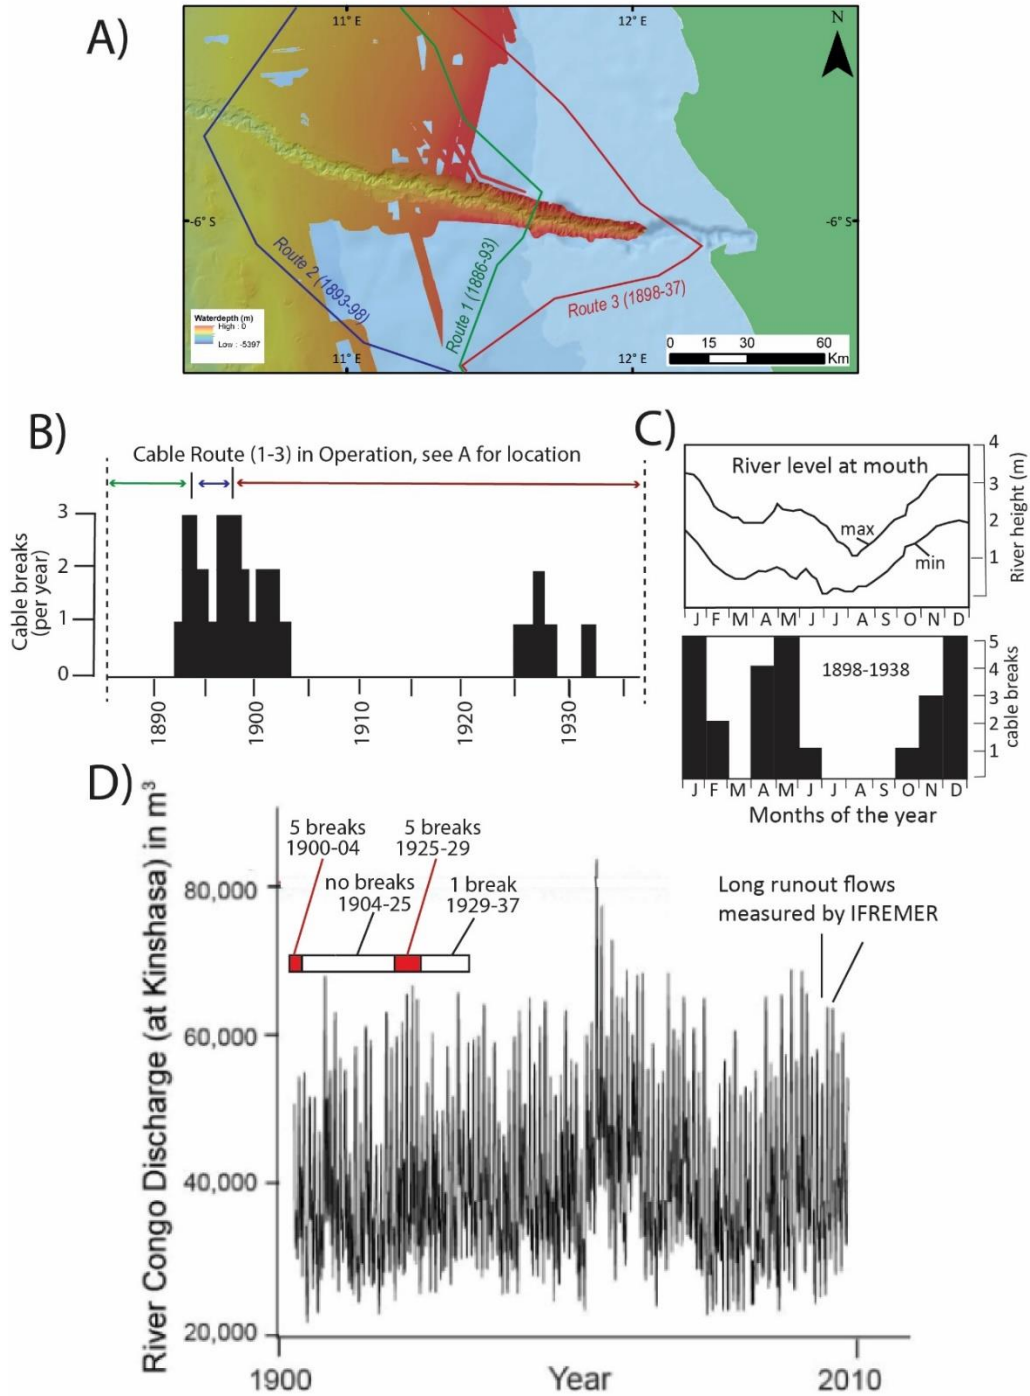 A)
11° E
12° E
N
-6° S
-6° S
Route 2 (1893-98)
Route 1 (1886-93)
Route 3 (1898-37)
Waterdepth (m)
High : 0
Low : -5397
11° E
12° E
0 15 30 60
Km
B)
Cable Route (1-3) in Operation, see A for location
Cable breaks
(per year)
3
2
1
0
1890
1900
1910
1920
1930
C)
River level at mouth
max
min
4
3
2
1
River height (m)
J F M A M J J A S O N D
1898-1938
5
4
3
2
1
cable breaks
J F M A M J J A S O N D
Months of the year
D)
River Congo Discharge (at Kinshasa) in m³
80,000
60,000
40,000
20,000
5 breaks
1900-04
5 breaks
1925-29
no breaks
1904-25
1 break
1929-37
Long runout flows
measured by IFREMER
1900
Year
2010